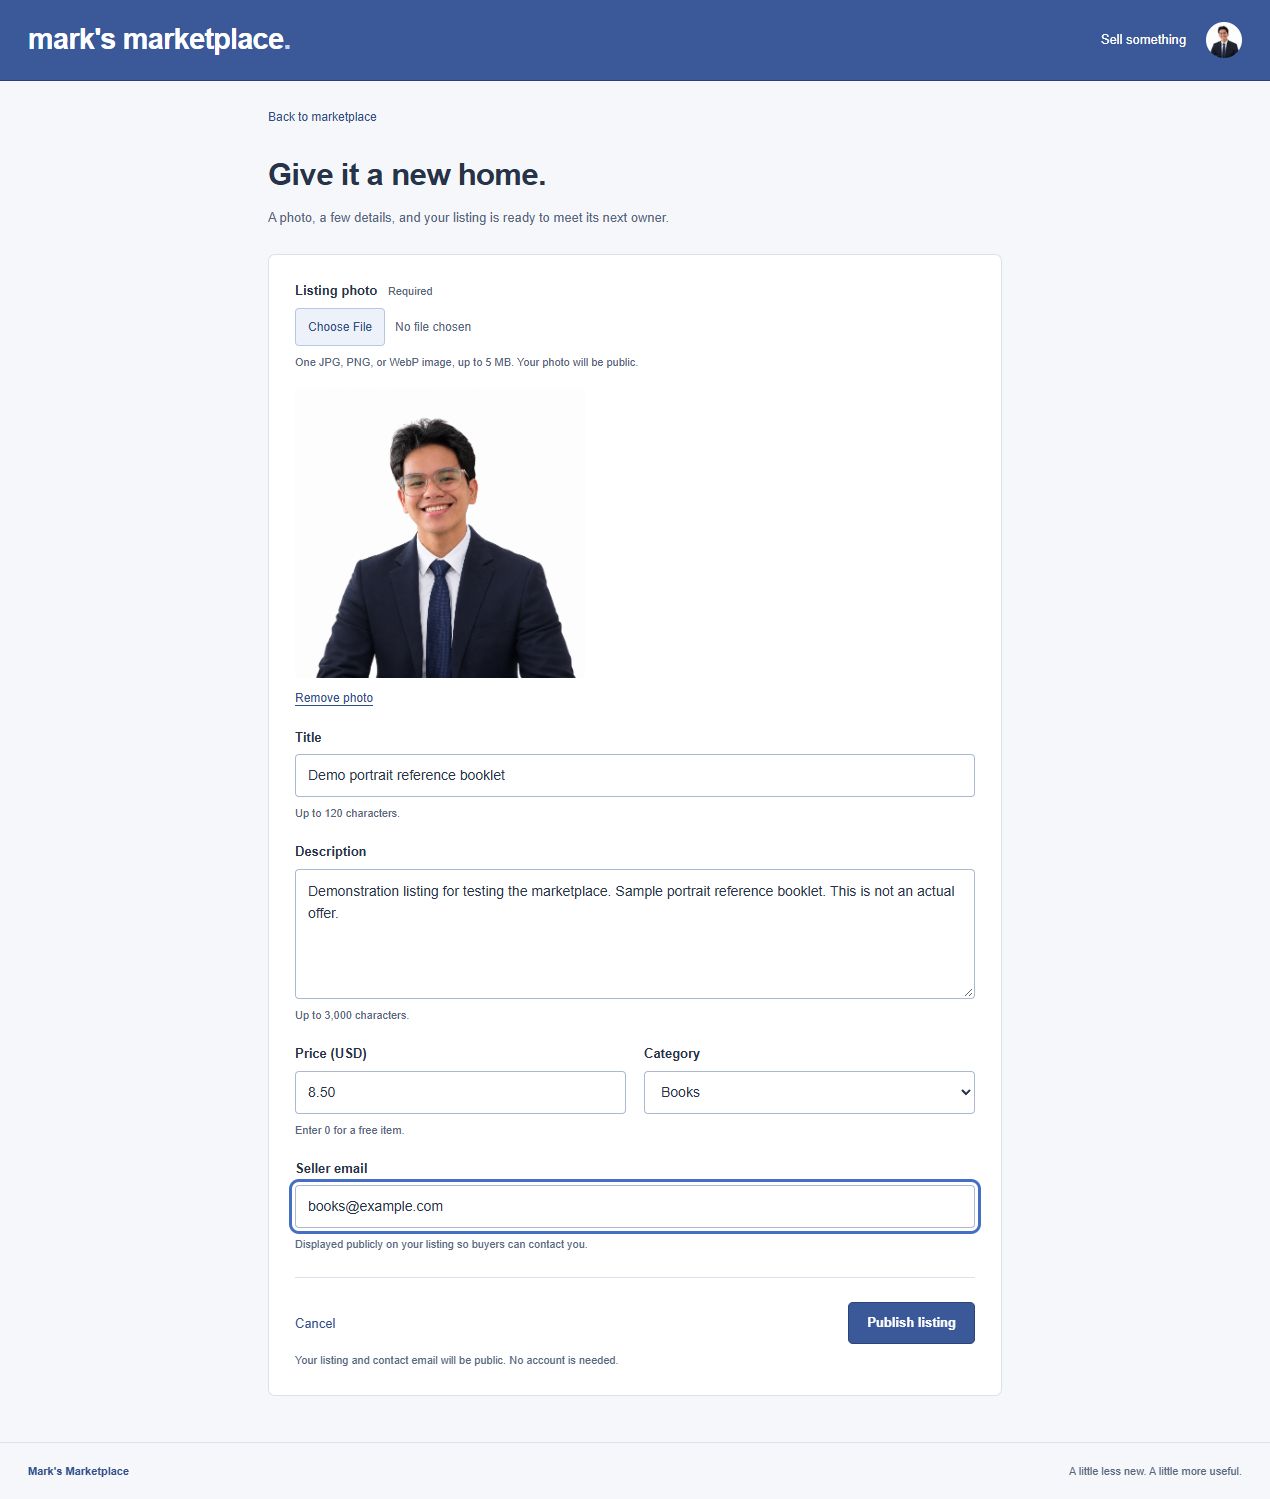 mark's marketplace.
Sell something
Back to marketplace
Give it a new home.
A photo, a few details, and your listing is ready to meet its next owner.
Listing photo Required
Choose File No file chosen
One JPG, PNG, or WebP image, up to 5 MB. Your photo will be public.
Remove photo
Title
Demo portrait reference booklet
Up to 120 characters.
Description
Demonstration listing for testing the marketplace. Sample portrait reference booklet. This is not an actual
offer.
Up to 3,000 characters.
Price (USD) Category
8.50 Books
Enter 0 for a free item.
Seller email
books@example.com
Displayed publicly on your listing so buyers can contact you.
Cancel Publish listing
Your listing and contact email will be public. No account is needed.
Mark's Marketplace A little less new. A little more useful.